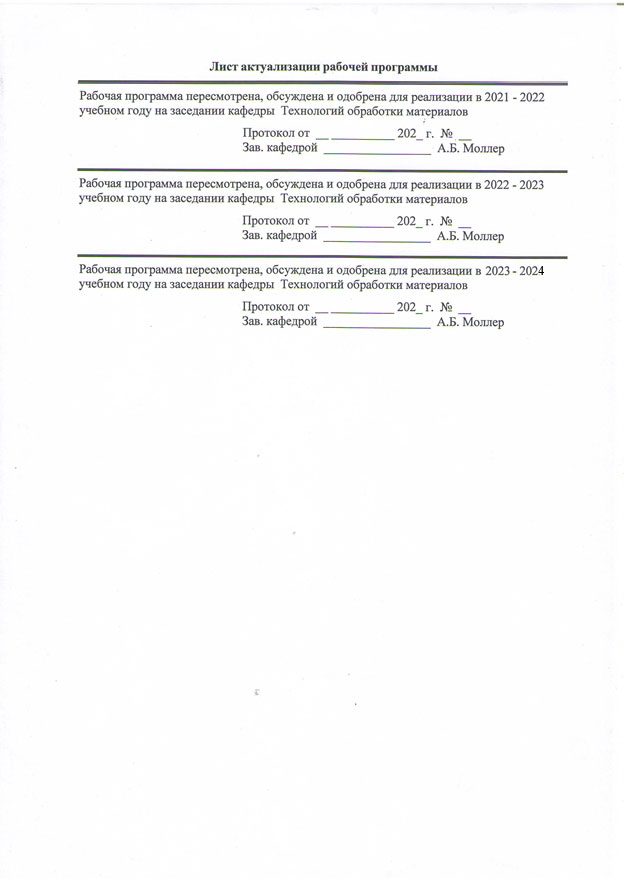 Лист актуализации рабочей программы
Рабочая программа пересмотрена, обсуждена и одобрена для реализации в 2021 - 2022
учебном году на заседании кафедры Технологий обработки материалов
Протокол от __ __________ 202_ г. № __
Зав. кафедрой _________________ А.Б. Моллер
Рабочая программа пересмотрена, обсуждена и одобрена для реализации в 2022 - 2023
учебном году на заседании кафедры Технологий обработки материалов
Протокол от __ __________ 202_ г. № __
Зав. кафедрой _________________ А.Б. Моллер
Рабочая программа пересмотрена, обсуждена и одобрена для реализации в 2023 - 2024
учебном году на заседании кафедры Технологий обработки материалов
Протокол от __ __________ 202_ г. № __
Зав. кафедрой _________________ А.Б. Моллер